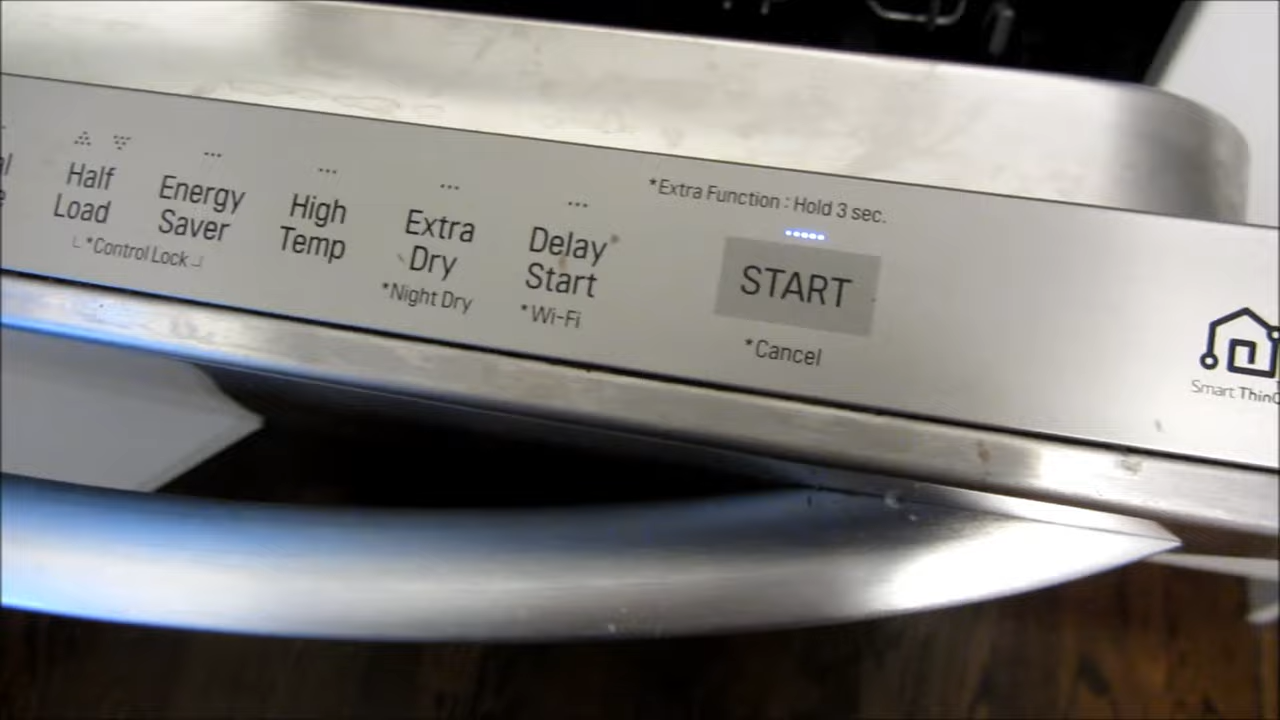 Half
Load
*Control Lock
Energy
Saver
High
Temp
Extra
Dry
*Night Dry
Delay*
Start
*Wi-Fi
*Extra Function : Hold 3 sec.
START
*Cancel
Smart ThinQ